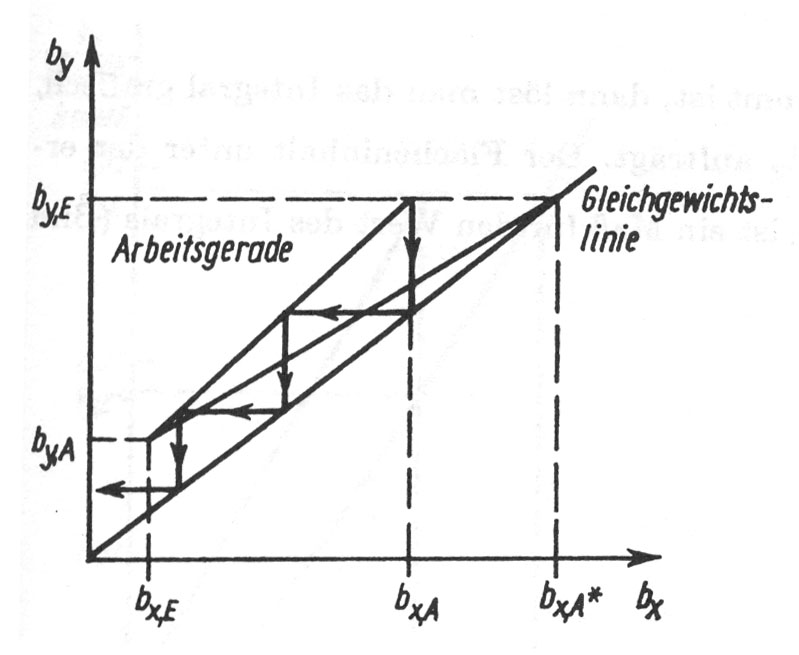 b_y
b_y,E
Gleichgewichts-
linie
Arbeitsgerade
b_y,A
b_x,E
b_x,A
b_x,A*
b_x